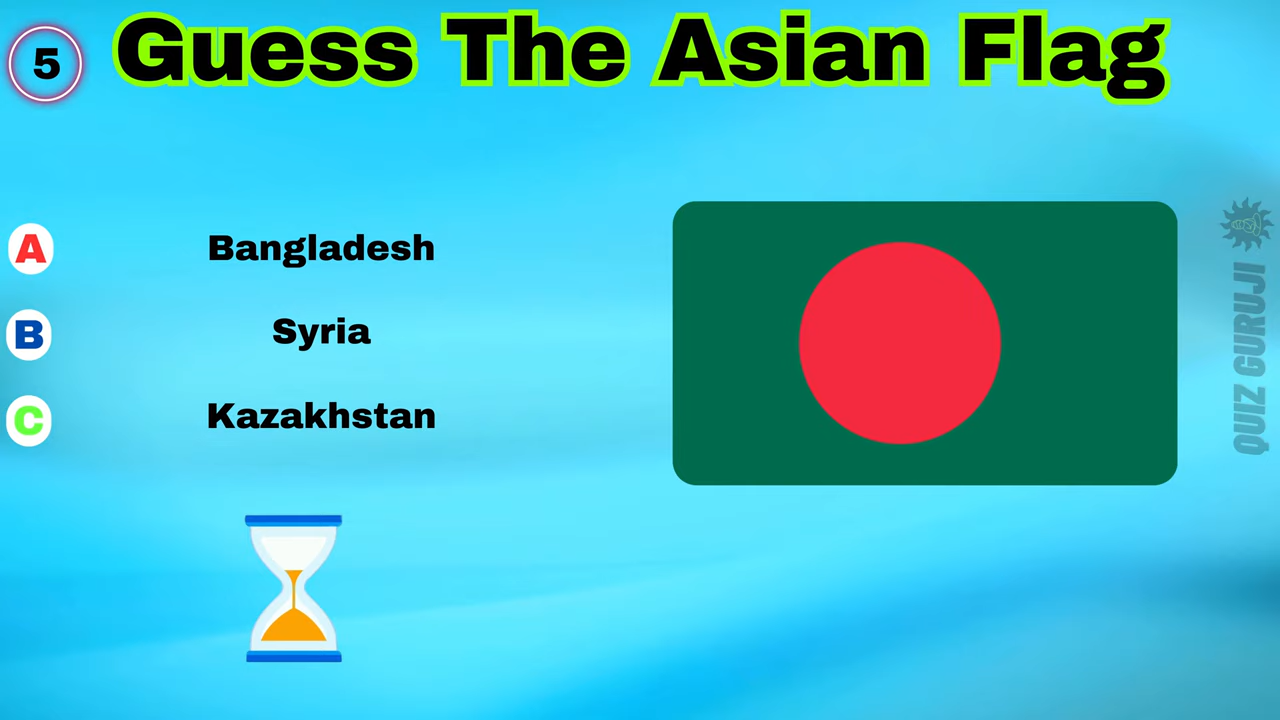 5
Guess The Asian Flag
A
Bangladesh
B
Syria
C
Kazakhstan
QUIZ GURUJI